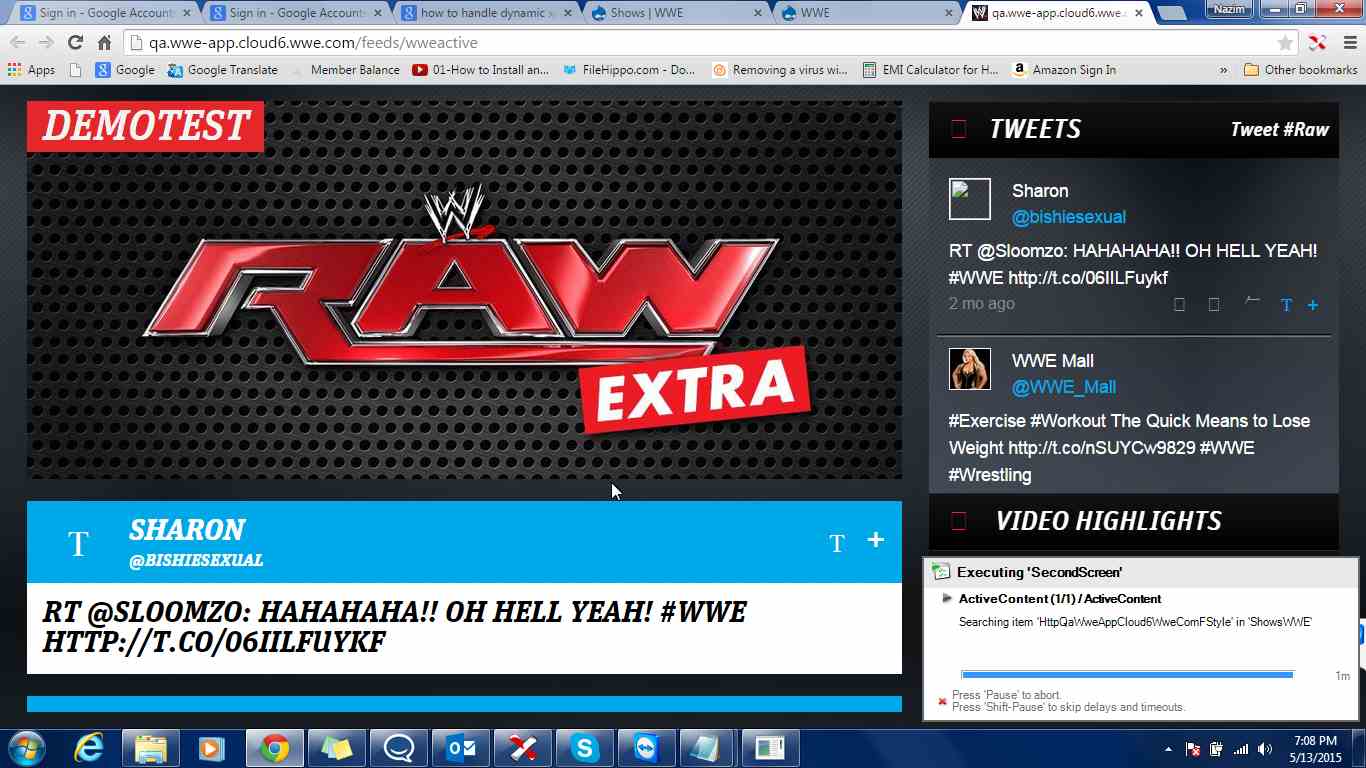 Sign in - Google Accounts
Sign in - Google Accounts
how to handle dynamic x
Shows | WWE
WWE
qa.wwe-app.cloud6.wwe.c
Nazim
qa.wwe-app.cloud6.wwe.com/feeds/wweactive
Apps
Google
Google Translate
Member Balance
01-How to Install an...
FileHippo.com - Do...
Removing a virus wi...
EMI Calculator for H...
Amazon Sign In
»
Other bookmarks
DEMOTEST
W
RAW
EXTRA
TWEETS
Tweet #Raw
Sharon
@bishiesexual
RT @Sloomzo: HAHAHAHA!! OH HELL YEAH!
#WWE http://t.co/06IILFuykf
2 mo ago
T +
WWE Mall
@WWE_Mall
#Exercise #Workout The Quick Means to Lose
Weight http://t.co/nSUYCw9829 #WWE
#Wrestling
VIDEO HIGHLIGHTS
T
SHARON
@BISHIESEXUAL
T +
RT @SLOOMZO: HAHAHAHA!! OH HELL YEAH! #WWE
HTTP://T.CO/06IILFUYKF
Executing 'SecondScreen'
ActiveContent (1/1) / ActiveContent
Searching item 'HttpQaWweAppCloud6WweComFStyle' in 'ShowsWWE'
1m
Press 'Pause' to abort.
Press 'Shift-Pause' to skip delays and timeouts.
7:08 PM
5/13/2015